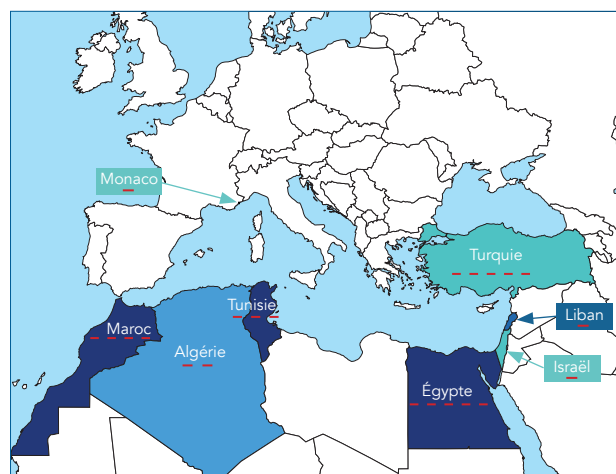 Monaco
Turquie
Tunisie
Liban
Maroc
Algérie
Israël
Égypte